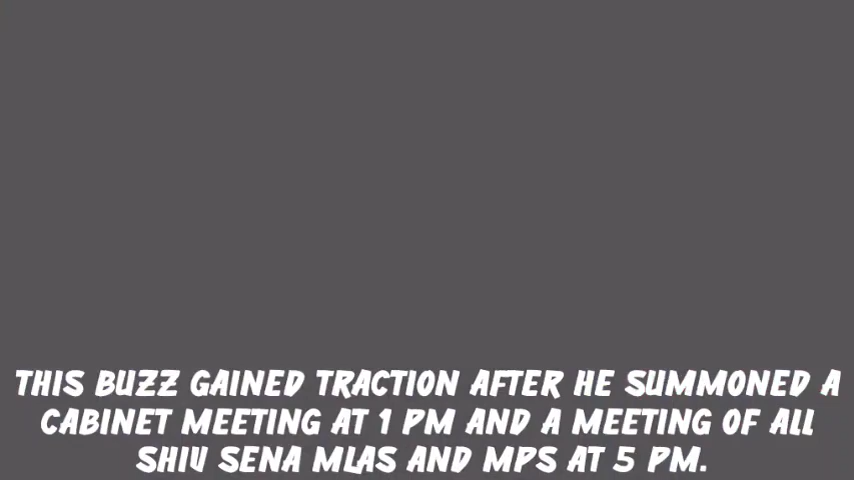 THIS BUZZ GAINED TRACTION AFTER HE SUMMONED A
CABINET MEETING AT 1 PM AND A MEETING OF ALL
SHIV SENA MLAS AND MPS AT 5 PM.